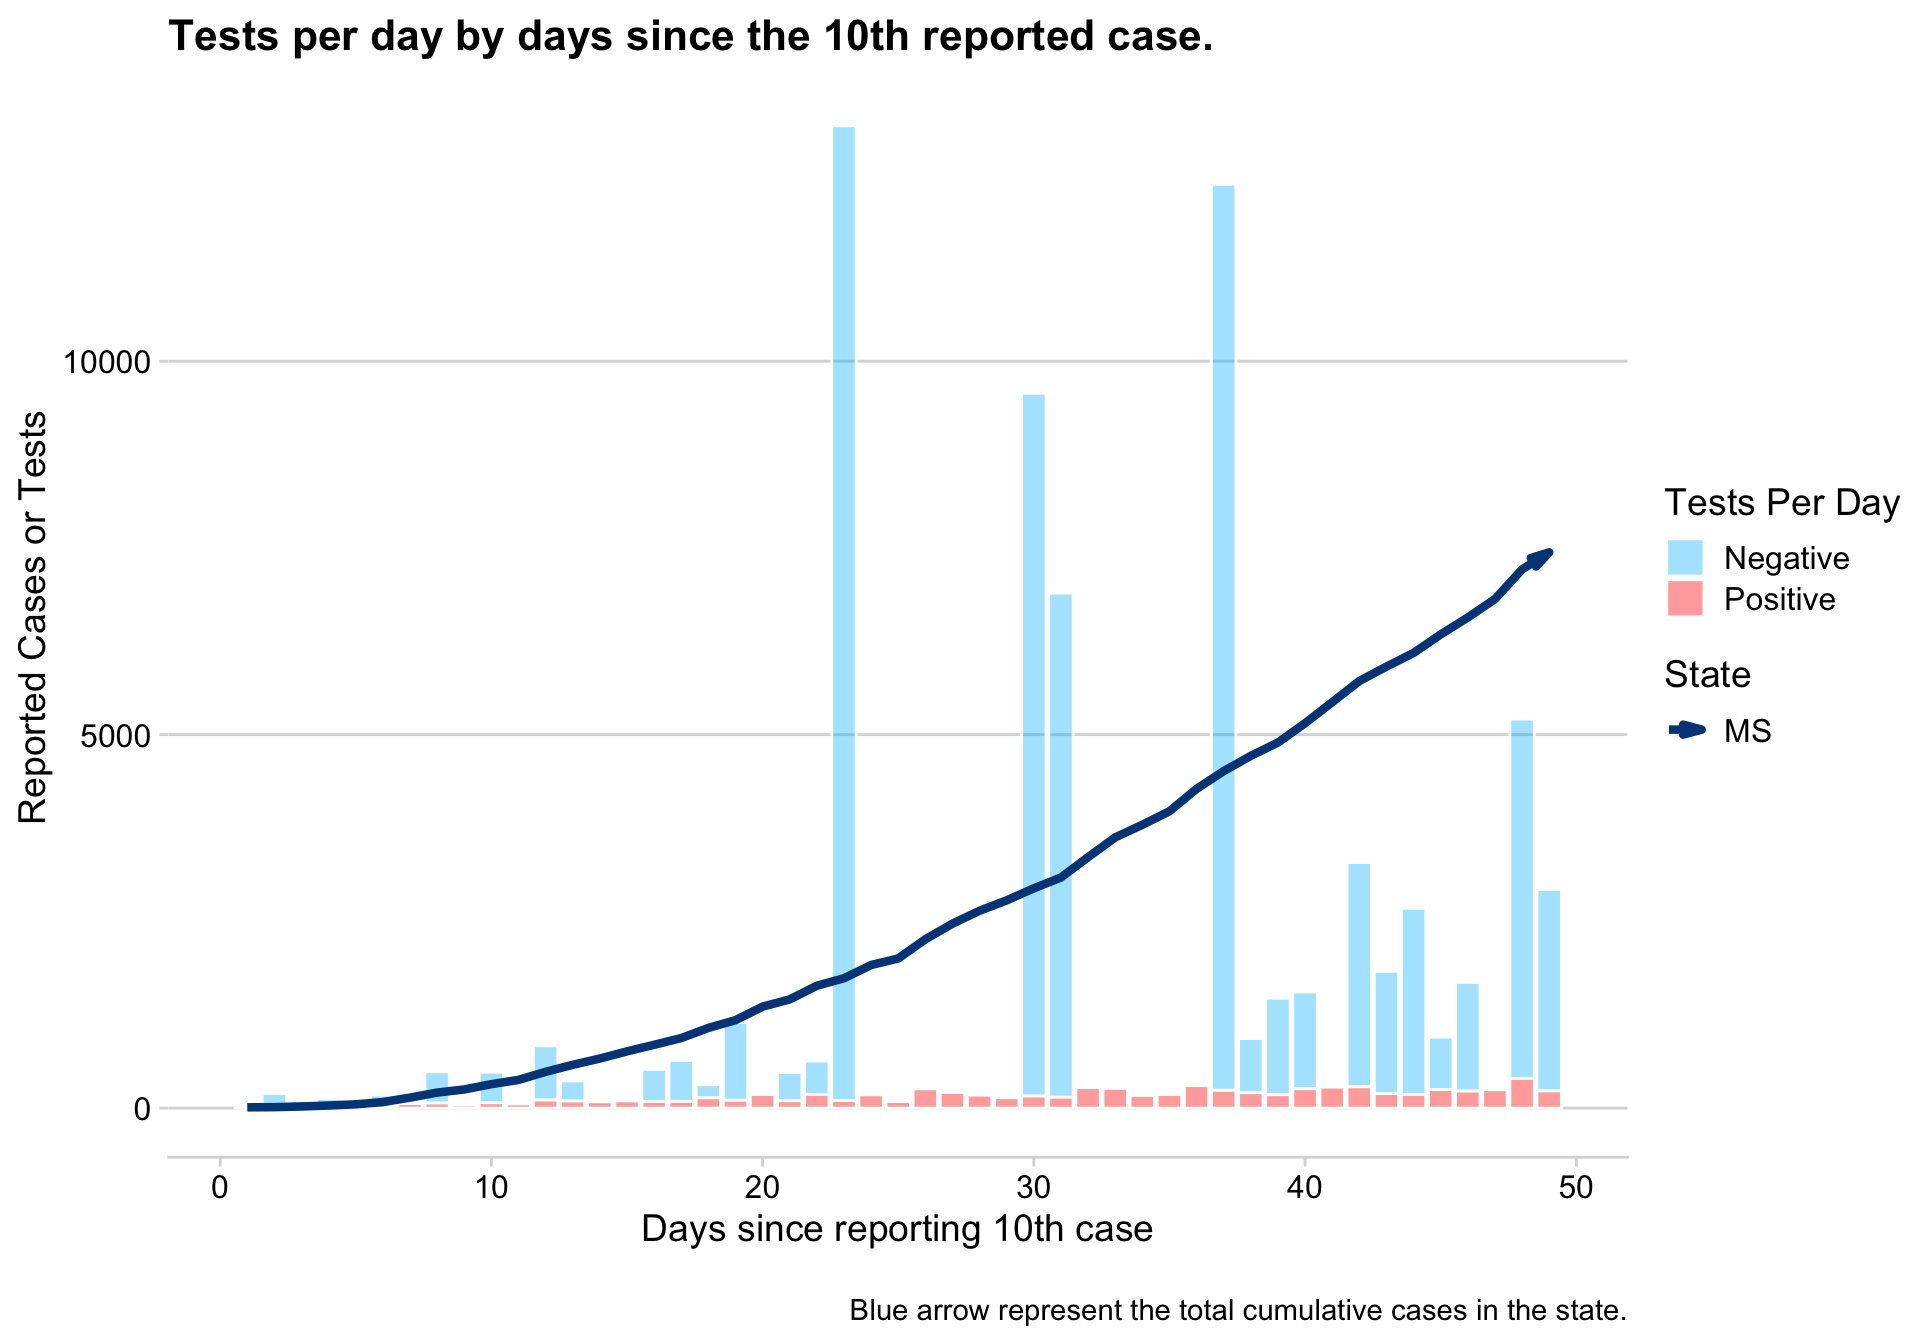 Tests per day by days since the 10th reported case.
Reported Cases or Tests
10000
5000
0
0 10 20 30 40 50
Days since reporting 10th case
Tests Per Day
Negative
Positive
State
MS
Blue arrow represent the total cumulative cases in the state.